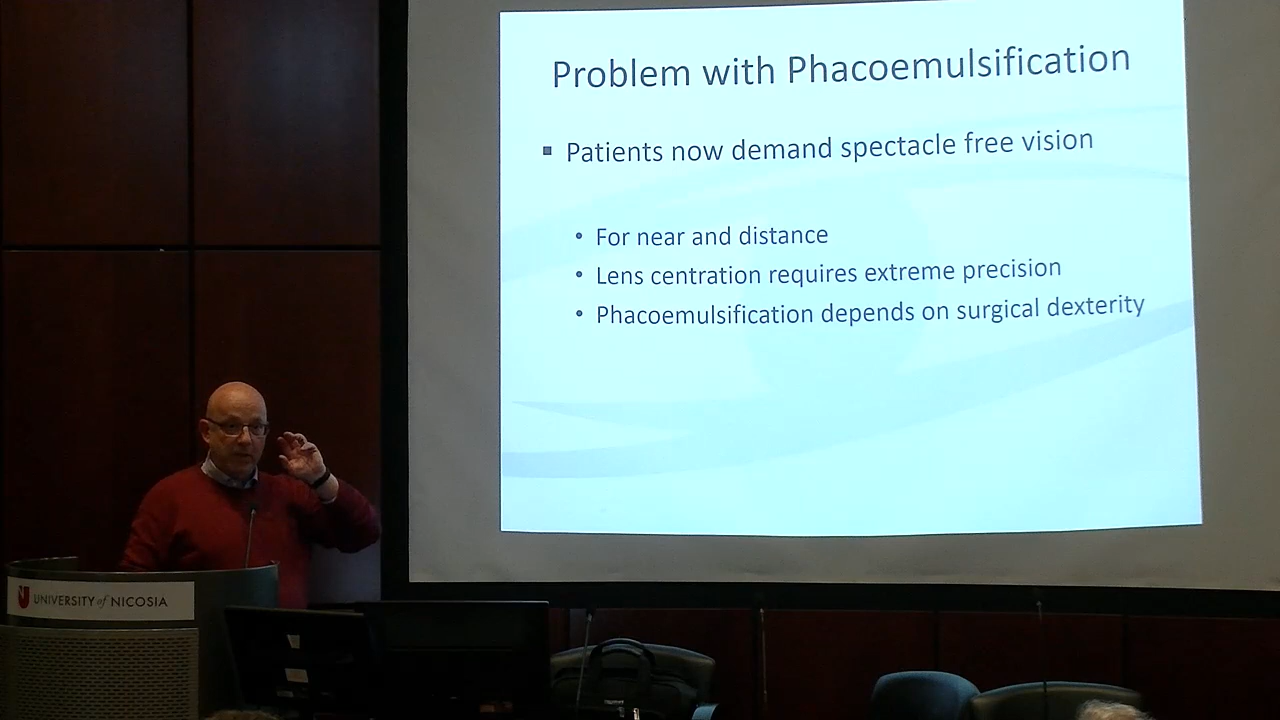 Problem with Phacoemulsification
▪ Patients now demand spectacle free vision
• For near and distance
• Lens centration requires extreme precision
• Phacoemulsification depends on surgical dexterity
UNIVERSITY of NICOSIA